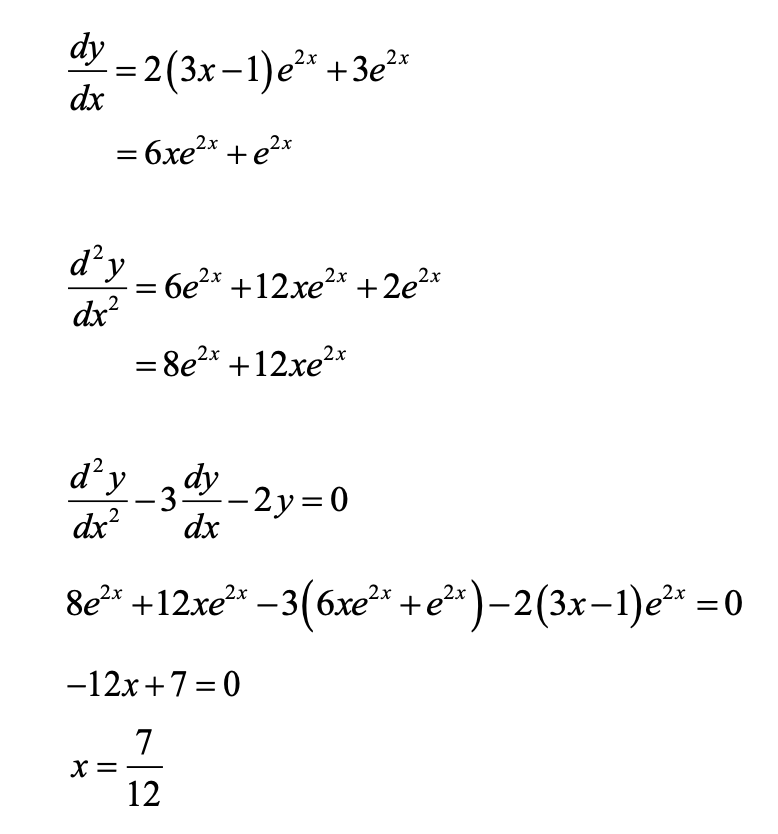 dy/dx = 2(3x−1)e^{2x} + 3e^{2x}
= 6xe^{2x} + e^{2x}
d²y/dx² = 6e^{2x} + 12xe^{2x} + 2e^{2x}
= 8e^{2x} + 12xe^{2x}
d²y/dx² − 3 dy/dx − 2y = 0
8e^{2x} + 12xe^{2x} − 3(6xe^{2x} + e^{2x}) − 2(3x−1)e^{2x} = 0
−12x + 7 = 0
x = 7/12